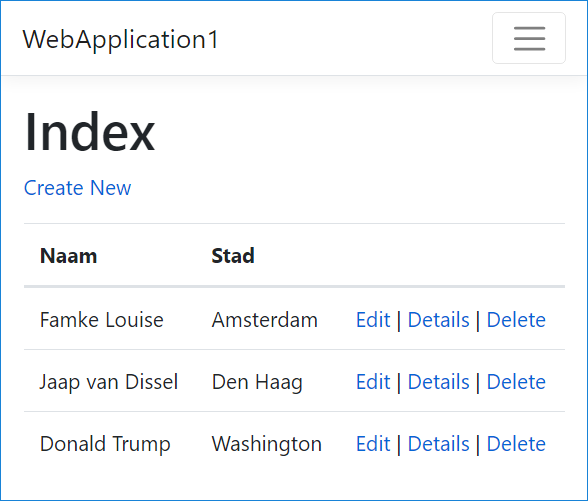 WebApplication1
Index
Create New
Naam Stad
Famke Louise Amsterdam Edit | Details | Delete
Jaap van Dissel Den Haag Edit | Details | Delete
Donald Trump Washington Edit | Details | Delete